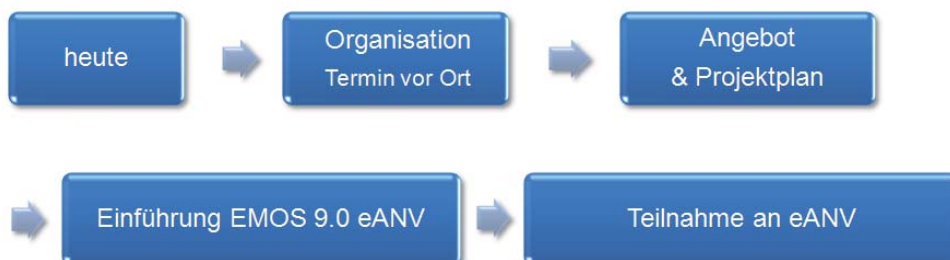 heute
Organisation
Termin vor Ort
Angebot
& Projektplan
Einführung EMOS 9.0 eANV
Teilnahme an eANV